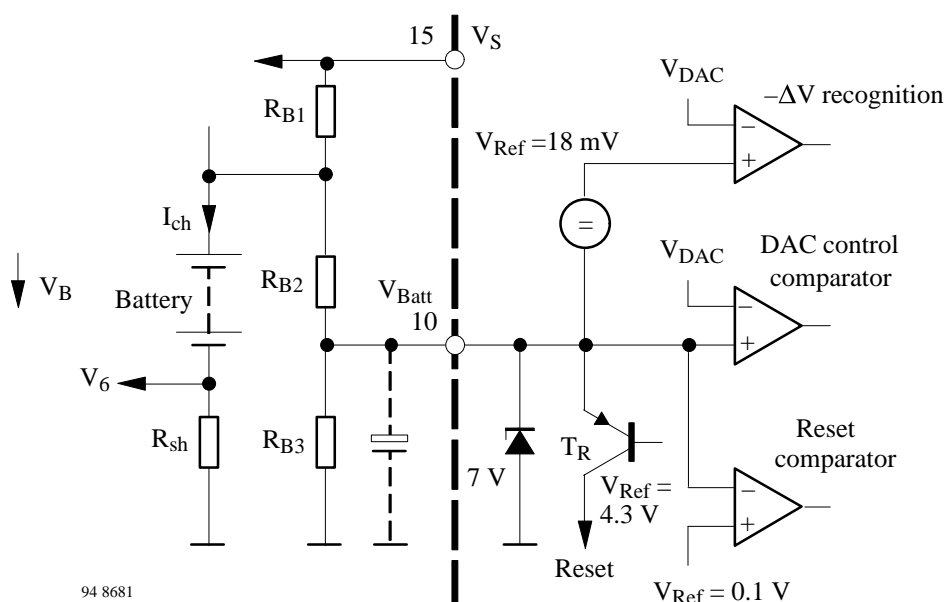 15
V_S
R_B1
V_DAC
–ΔV recognition
V_Ref =18 mV
–
+
I_ch
=
V_B
Battery
R_B2
V_Batt
10
V_DAC
DAC control
comparator
–
+
V_6
R_sh
R_B3
7 V
T_R
V_Ref =
4.3 V
Reset
Reset
comparator
–
+
V_Ref = 0.1 V
94 8681